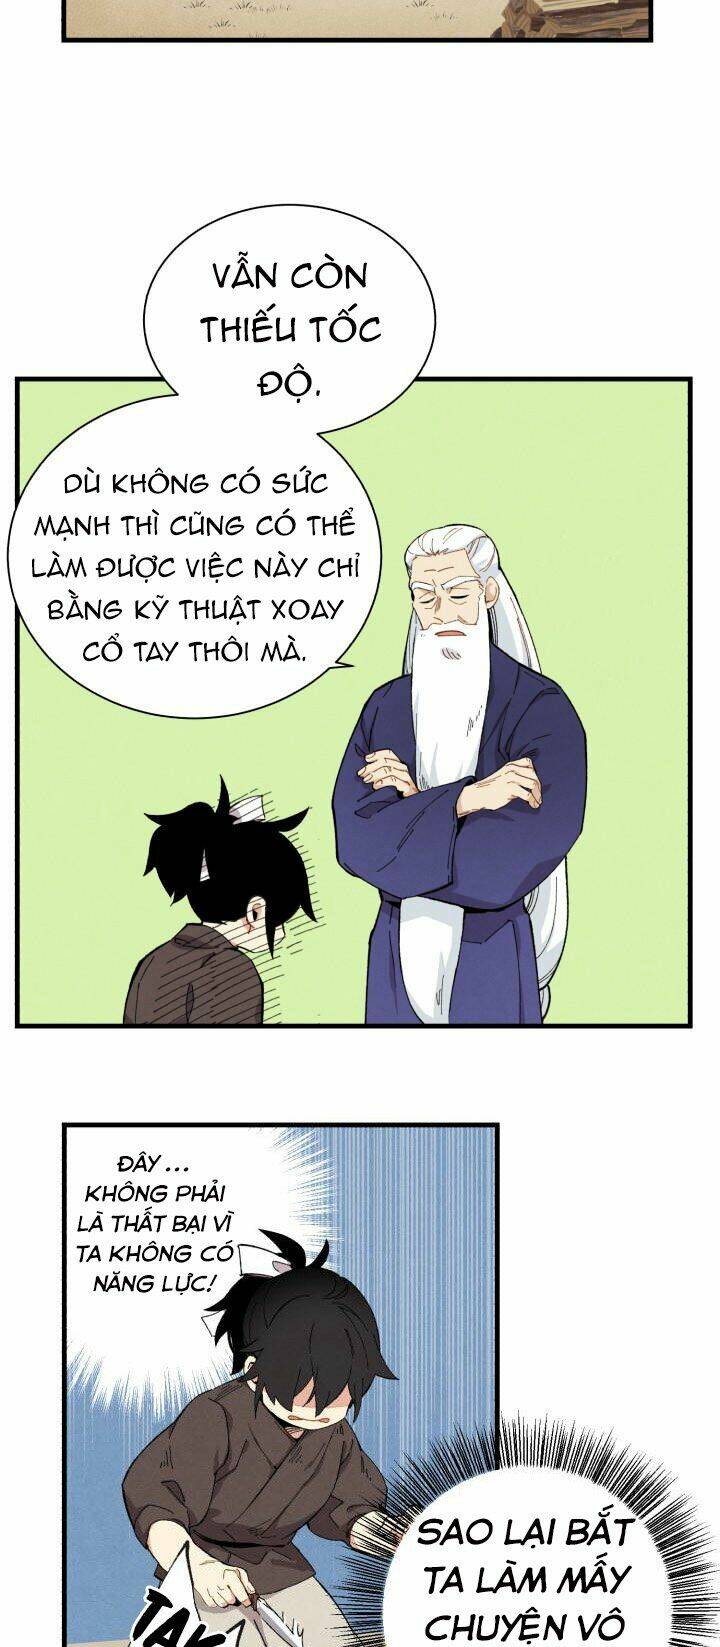 VẪN CÒN
THIẾU TỐC
ĐỘ.
DÙ KHÔNG CÓ SỨC
MẠNH THÌ CŨNG CÓ THỂ
LÀM ĐƯỢC VIỆC NÀY CHỈ
BẰNG KỸ THUẬT XOAY
CỔ TAY THÔI MÀ.
ĐÂY...
KHÔNG PHẢI
LÀ THẤT BẠI VÌ
TA KHÔNG CÓ
NĂNG LỰC!
SAO LẠI BẮT
TA LÀM MẤY
CHUYỆN VÔ
TAK